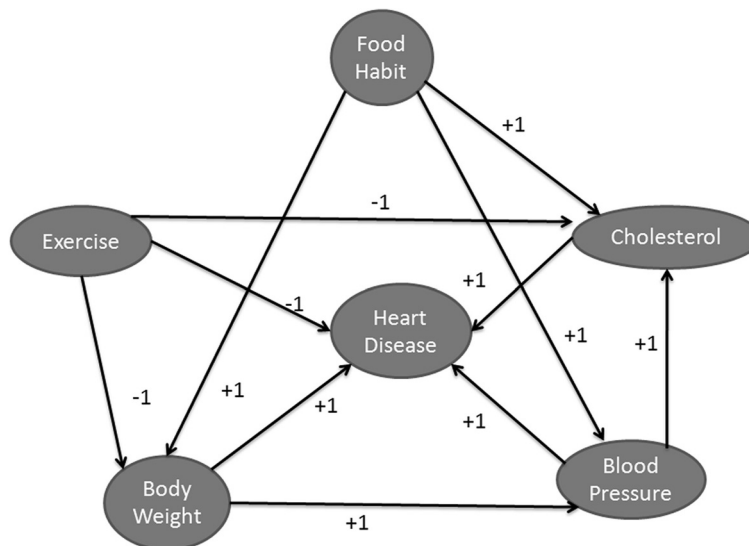 Food
Habit
+1
-1
Exercise
Cholesterol
+1
-1
Heart
Disease
+1
+1
+1
+1
-1
+1
Blood
Pressure
Body
Weight
+1